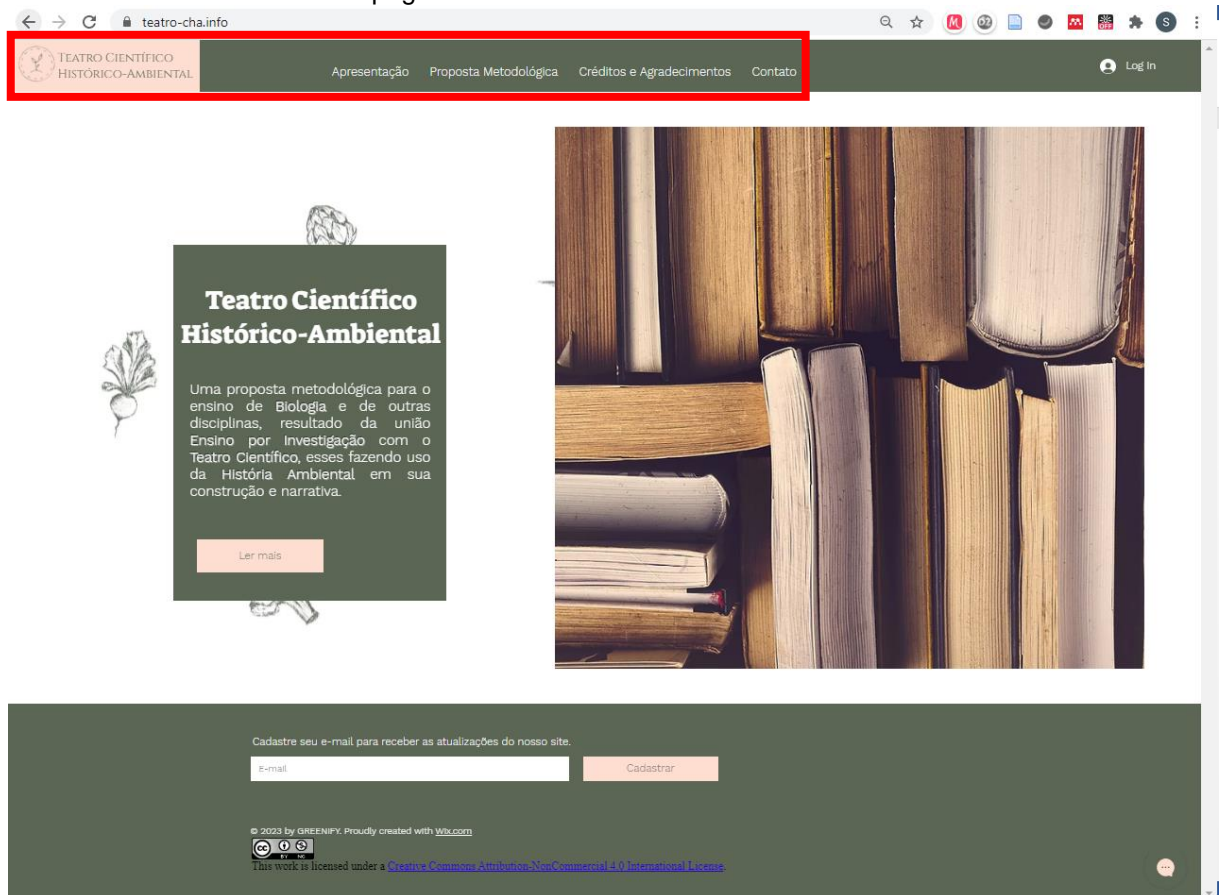 teatro-cha.info
TEATRO CIENTÍFICO
HISTÓRICO-AMBIENTAL
Apresentação Proposta Metodológica Créditos e Agradecimentos Contato
Log In
Teatro Científico
Histórico-Ambiental
Uma proposta metodológica para o
ensino de Biologia e de outras
disciplinas, resultado da união
Ensino por Investigação com o
Teatro Científico, esses fazendo uso
da História Ambiental em sua
construção e narrativa.
Ler mais
Cadastre seu e-mail para receber as atualizações do nosso site.
E-mail
Cadastrar
© 2023 by GREENIFY. Proudly created with Wix.com
cc
BY NC
This work is licensed under a Creative Commons Attribution-NonCommercial 4.0 International License.